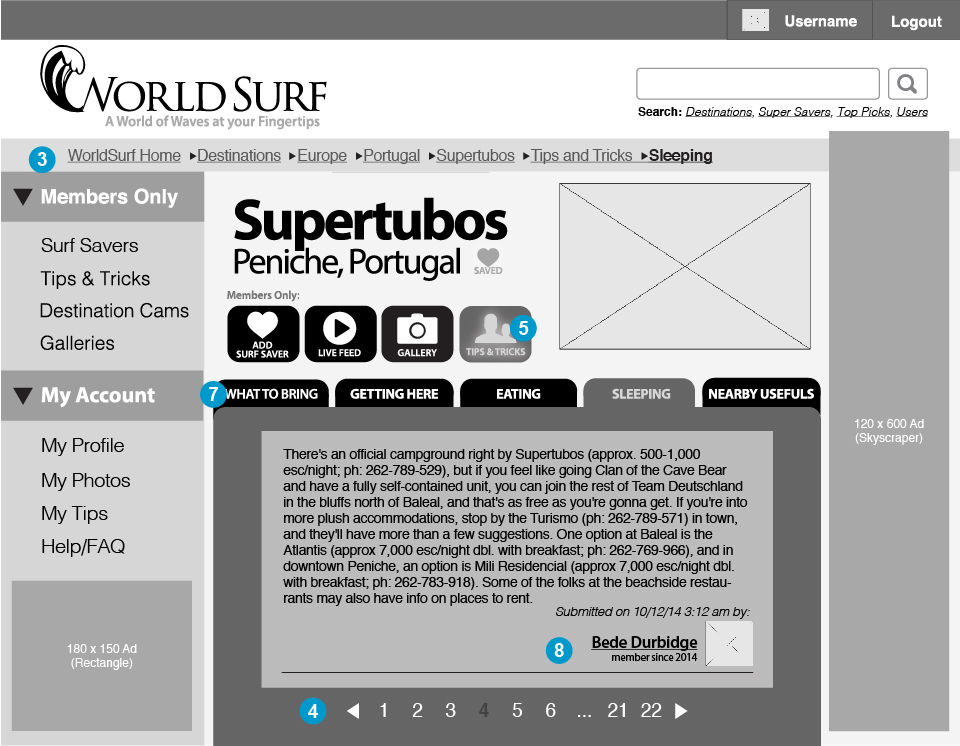 Username
Logout
WORLD SURF
A World of Waves at your Fingertips
Search: Destinations, Super Savers, Top Picks, Users
3
WorldSurf Home ▸Destinations ▸Europe ▸Portugal ▸Supertubos ▸Tips and Tricks ▸Sleeping
Members Only
Surf Savers
Tips & Tricks
Destination Cams
Galleries
My Account
My Profile
My Photos
My Tips
Help/FAQ
180 x 150 Ad
(Rectangle)
Supertubos
Peniche, Portugal
SAVED
Members Only:
ADD
SURF SAVER
LIVE FEED
GALLERY
TIPS & TRICKS
5
7
WHAT TO BRING
GETTING HERE
EATING
SLEEPING
NEARBY USEFULS
There's an official campground right by Supertubos (approx. 500-1,000
esc/night; ph: 262-789-529), but if you feel like going Clan of the Cave Bear
and have a fully self-contained unit, you can join the rest of Team Deutschland
in the bluffs north of Baleal, and that's as free as you're gonna get. If you're into
more plush accommodations, stop by the Turismo (ph: 262-789-571) in town,
and they'll have more than a few suggestions. One option at Baleal is the
Atlantis (approx 7,000 esc/night dbl. with breakfast; ph: 262-769-966), and in
downtown Peniche, an option is Mili Residencial (approx 7,000 esc/night dbl.
with breakfast; ph: 262-783-918). Some of the folks at the beachside restau-
rants may also have info on places to rent.
Submitted on 10/12/14 3:12 am by:
8
Bede Durbidge
member since 2014
4
1 2 3 4 5 6 ... 21 22
120 x 600 Ad
(Skyscraper)